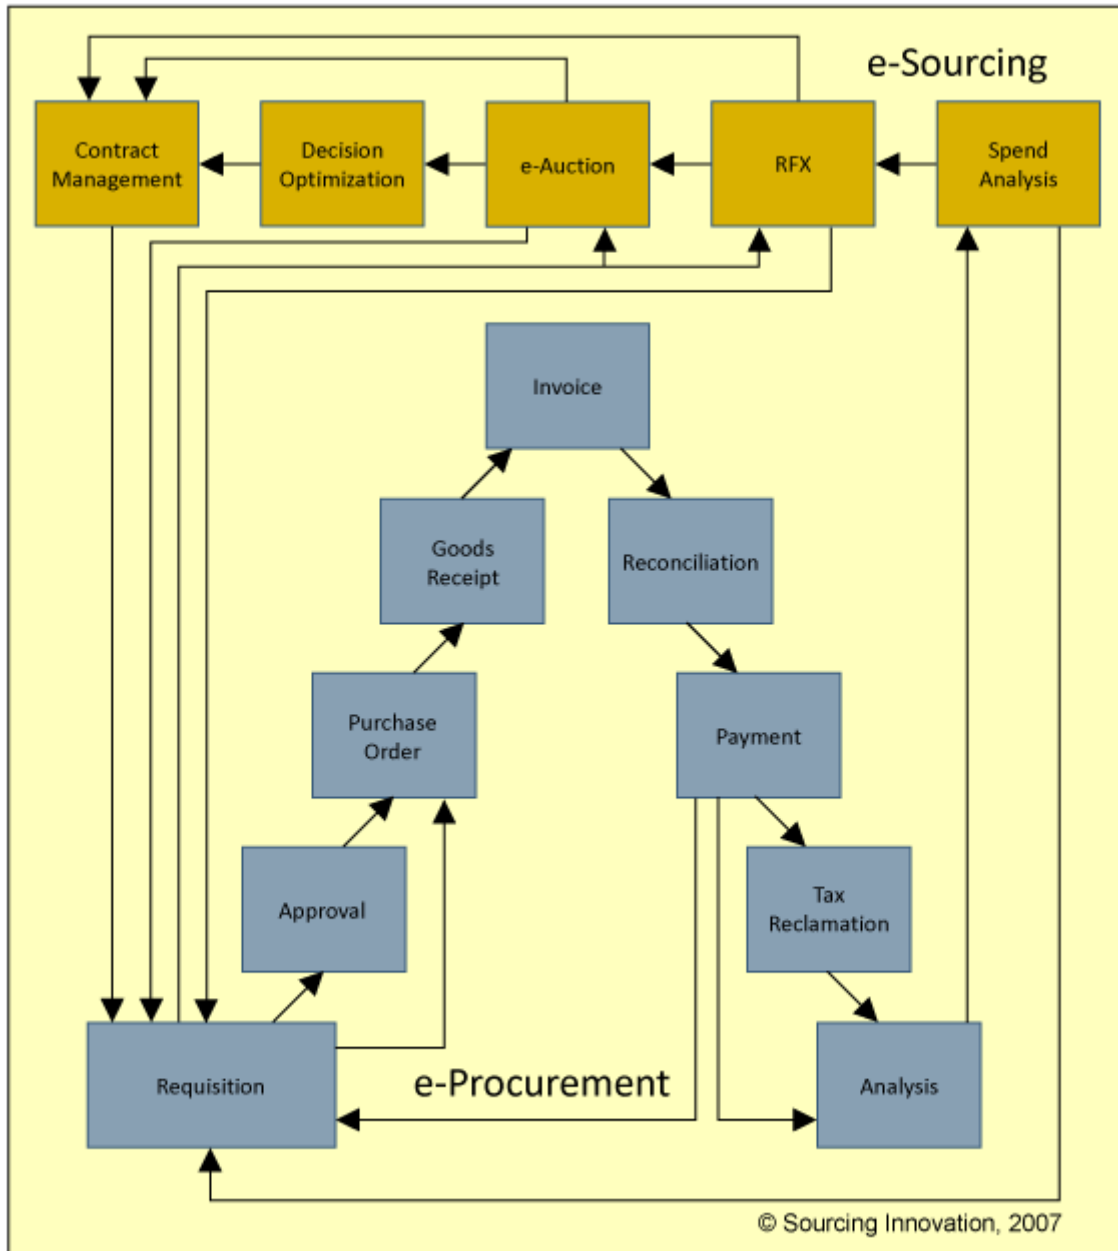 e-Sourcing
Contract
Management
Decision
Optimization
e-Auction
RFX
Spend
Analysis
Invoice
Goods
Receipt
Reconciliation
Purchase
Order
Payment
Approval
Tax
Reclamation
Requisition
e-Procurement
Analysis
© Sourcing Innovation, 2007